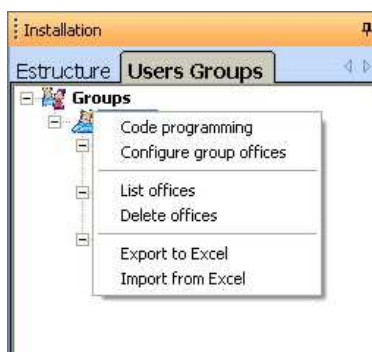 Installation
Estructure Users Groups
Groups
Code programming
Configure group offices
List offices
Delete offices
Export to Excel
Import from Excel